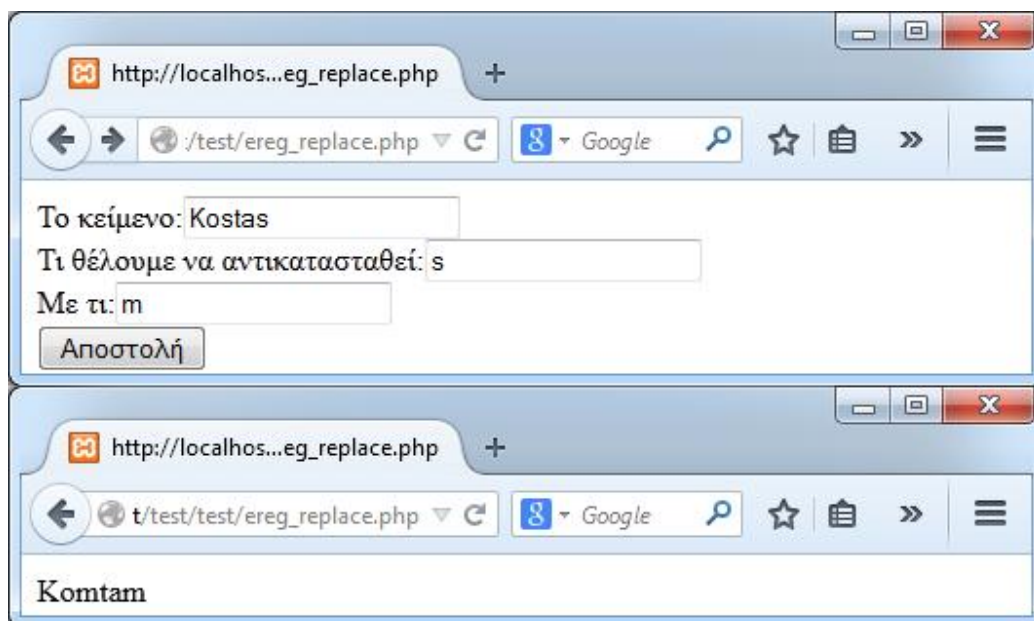 http://localhos...eg_replace.php
:/test/ereg_replace.php
Google
Το κείμενο: Kostas
Τι θέλουμε να αντικατασταθεί: s
Με τι: m
Αποστολή
http://localhos...eg_replace.php
t/test/test/ereg_replace.php
Google
Komtam